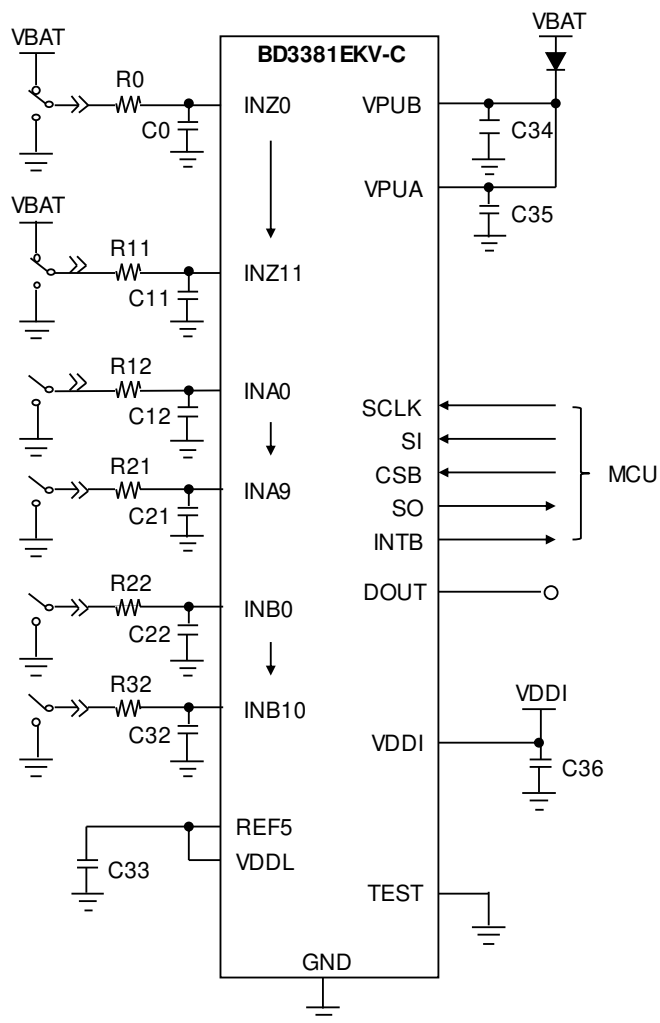 VBAT
BD3381EKV-C
VBAT
R0
INZ0
VPUB
C0
C34
VPUA
C35
VBAT
R11
INZ11
C11
R12
INA0
C12
SCLK
SI
R21
CSB
MCU
INA9
C21
SO
INTB
R22
DOUT
INB0
C22
R32
VDDI
INB10
C32
VDDI
C36
REF5
C33
VDDL
TEST
GND